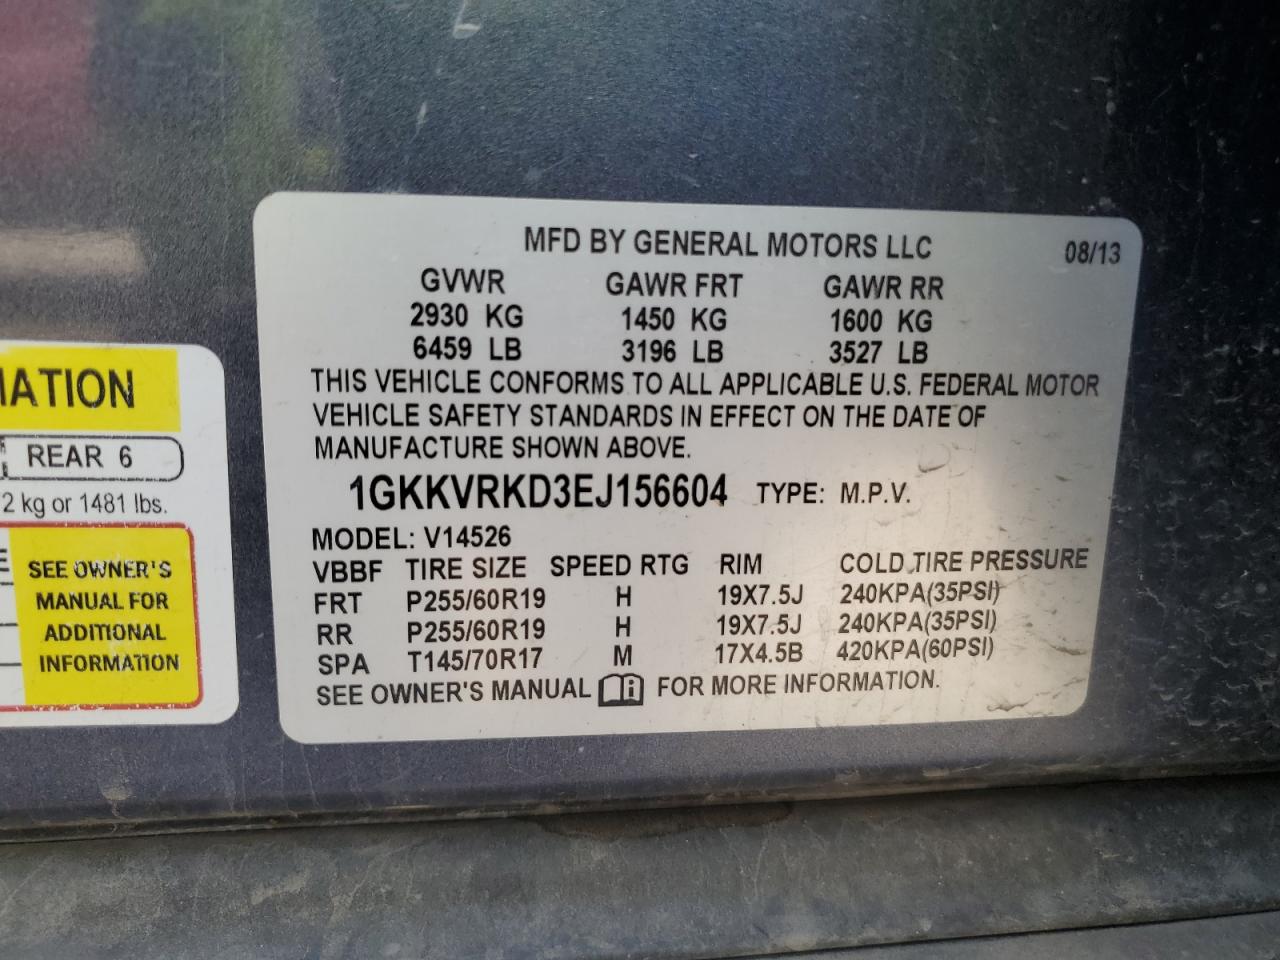 MFD BY GENERAL MOTORS LLC 08/13
GVWR GAWR FRT GAWR RR
2930 KG 1450 KG 1600 KG
6459 LB 3196 LB 3527 LB
THIS VEHICLE CONFORMS TO ALL APPLICABLE U.S. FEDERAL MOTOR
VEHICLE SAFETY STANDARDS IN EFFECT ON THE DATE OF
MANUFACTURE SHOWN ABOVE.
1GKKVRKD3EJ156604 TYPE: M.P.V.
MODEL: V14526
VBBF TIRE SIZE SPEED RTG RIM COLD TIRE PRESSURE
FRT P255/60R19 H 19X7.5J 240KPA(35PSI)
RR P255/60R19 H 19X7.5J 240KPA(35PSI)
SPA T145/70R17 M 17X4.5B 420KPA(60PSI)
SEE OWNER'S MANUAL FOR MORE INFORMATION.
MATION
REAR 6
2 kg or 1481 lbs.
SEE OWNER'S
MANUAL FOR
ADDITIONAL
INFORMATION